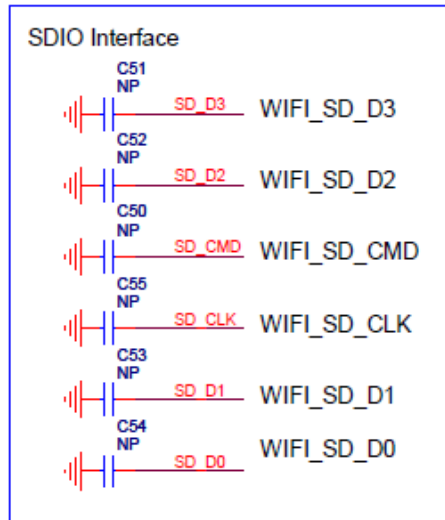 SDIO Interface
C51
NP
SD_D3 WIFI_SD_D3
C52
NP
SD_D2 WIFI_SD_D2
C50
NP
SD_CMD WIFI_SD_CMD
C55
NP
SD_CLK WIFI_SD_CLK
C53
NP
SD_D1 WIFI_SD_D1
C54
NP
SD_D0 WIFI_SD_D0